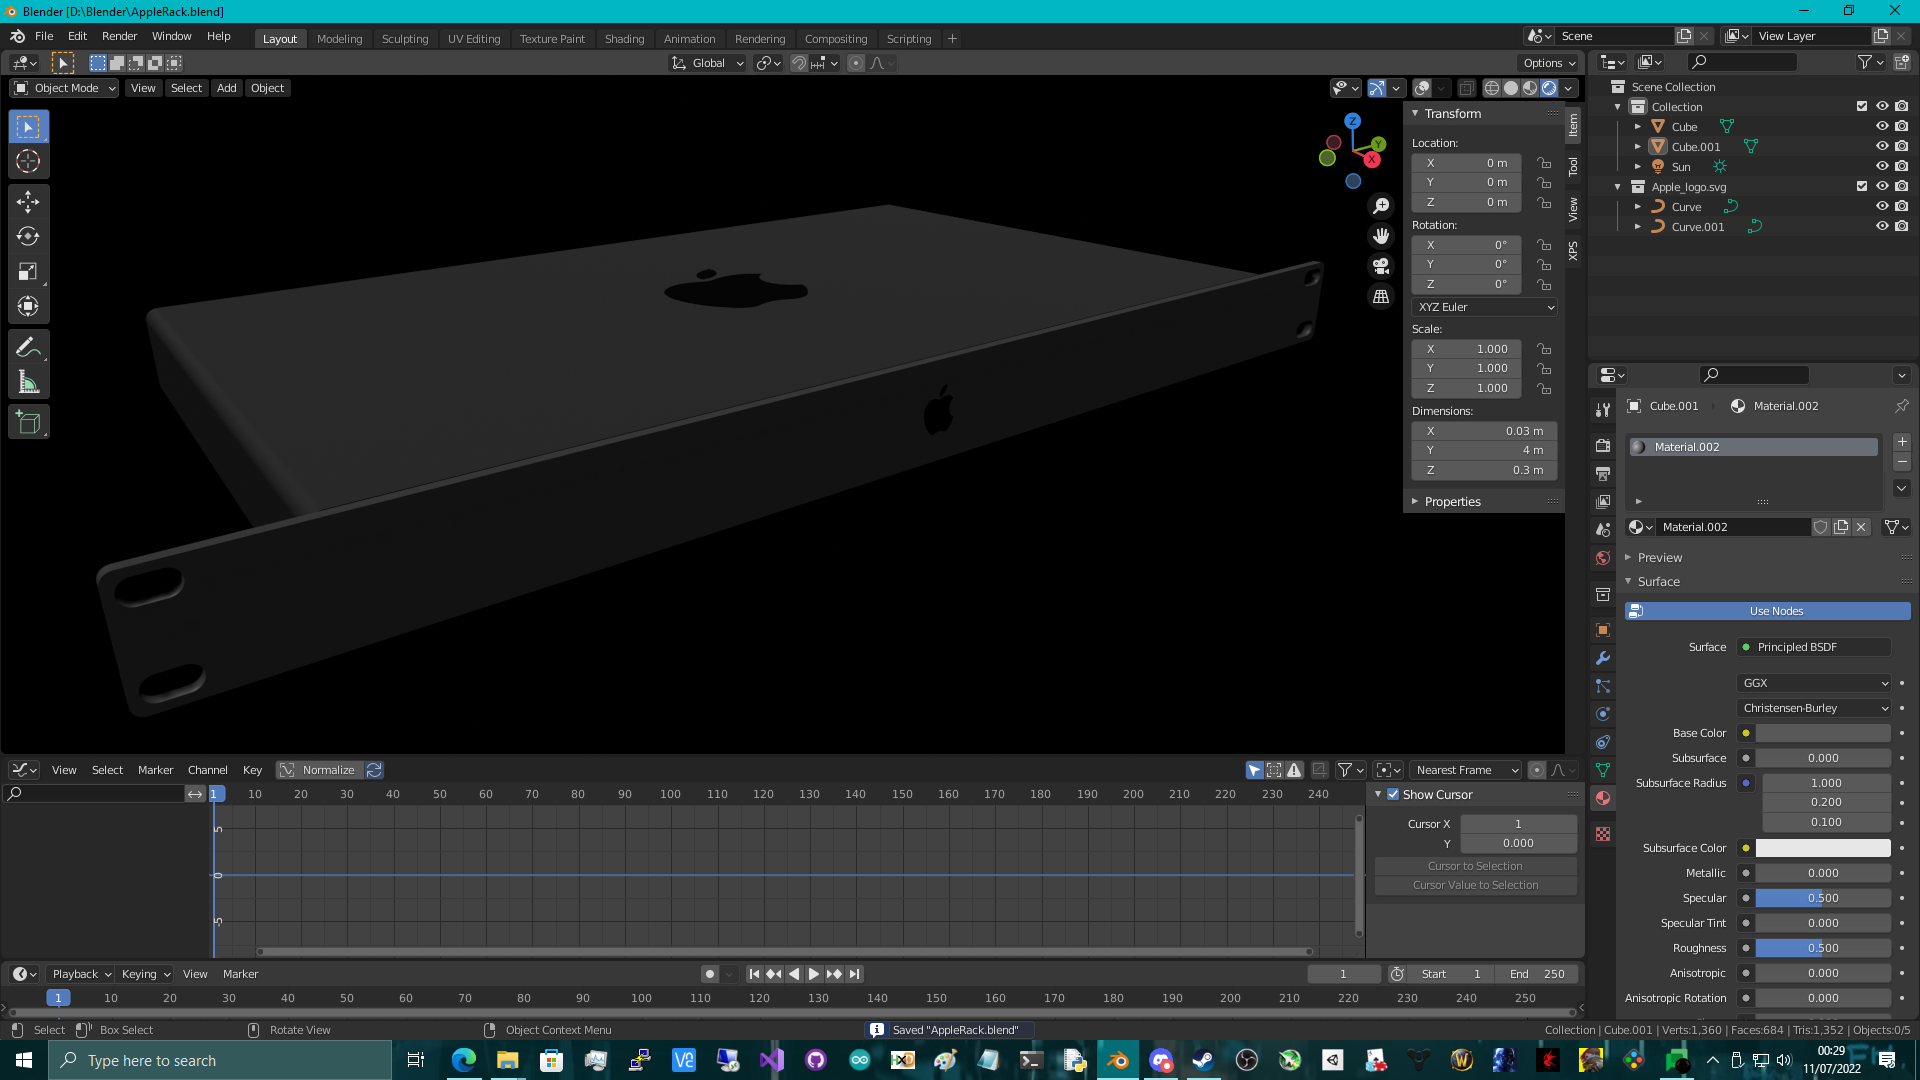 Blender [D:\Blender\AppleRack.blend]
File Edit Render Window Help
Layout Modeling Sculpting UV Editing Texture Paint Shading Animation Rendering Compositing Scripting +
Scene
View Layer
Global
Options
Object Mode View Select Add Object
Scene Collection
Collection
Cube
Cube.001
Sun
Apple_logo.svg
Curve
Curve.001
Z
Y
X
Item
Tool
View
XPS
Transform
Location:
X 0 m
Y 0 m
Z 0 m
Rotation:
X 0°
Y 0°
Z 0°
XYZ Euler
Scale:
X 1.000
Y 1.000
Z 1.000
Dimensions:
X 0.03 m
Y 4 m
Z 0.3 m
Properties
Cube.001 Material.002
Material.002
Material.002
Preview
Surface
Use Nodes
Surface Principled BSDF
GGX
Christensen-Burley
Base Color
Subsurface 0.000
Subsurface Radius 1.000
0.200
0.100
Subsurface Color
Metallic 0.000
Specular 0.500
Specular Tint 0.000
Roughness 0.500
Anisotropic 0.000
Anisotropic Rotation 0.000
View Select Marker Channel Key Normalize
Nearest Frame
1 10 20 30 40 50 60 70 80 90 100 110 120 130 140 150 160 170 180 190 200 210 220 230 240
5
0
-5
Show Cursor
Cursor X 1
Y 0.000
Cursor to Selection
Cursor Value to Selection
Playback Keying View Marker
1 Start 1 End 250
1 10 20 30 40 50 60 70 80 90 100 110 120 130 140 150 160 170 180 190 200 210 220 230 240 250
Select Box Select Rotate View Object Context Menu
Saved "AppleRack.blend"
Collection | Cube.001 | Verts:1,360 | Faces:684 | Tris:1,352 | Objects:0/5
Type here to search
00:29
11/07/2022